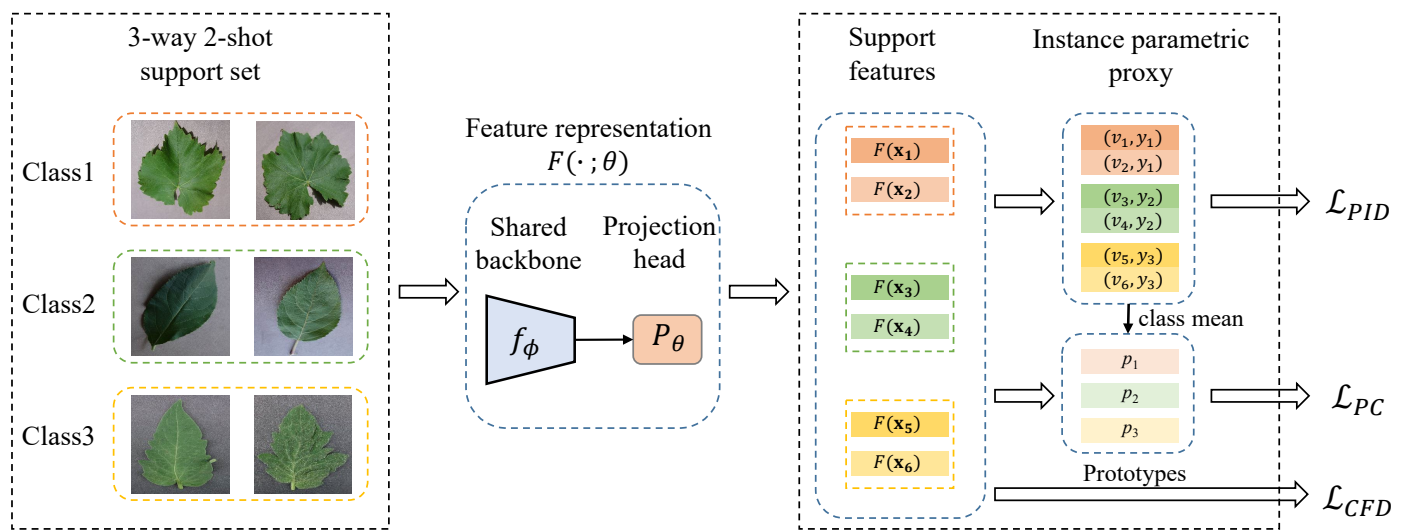 3-way 2-shot
support set
Class1
Class2
Class3
Feature representation
F(· ; θ)
Shared
backbone
Projection
head
f_ϕ
P_θ
Support
features
F(x₁)
F(x₂)
F(x₃)
F(x₄)
F(x₅)
F(x₆)
Instance parametric
proxy
(v₁, y₁)
(v₂, y₁)
(v₃, y₂)
(v₄, y₂)
(v₅, y₃)
(v₆, y₃)
class mean
p₁
p₂
p₃
Prototypes
ℒ_PID
ℒ_PC
ℒ_CFD